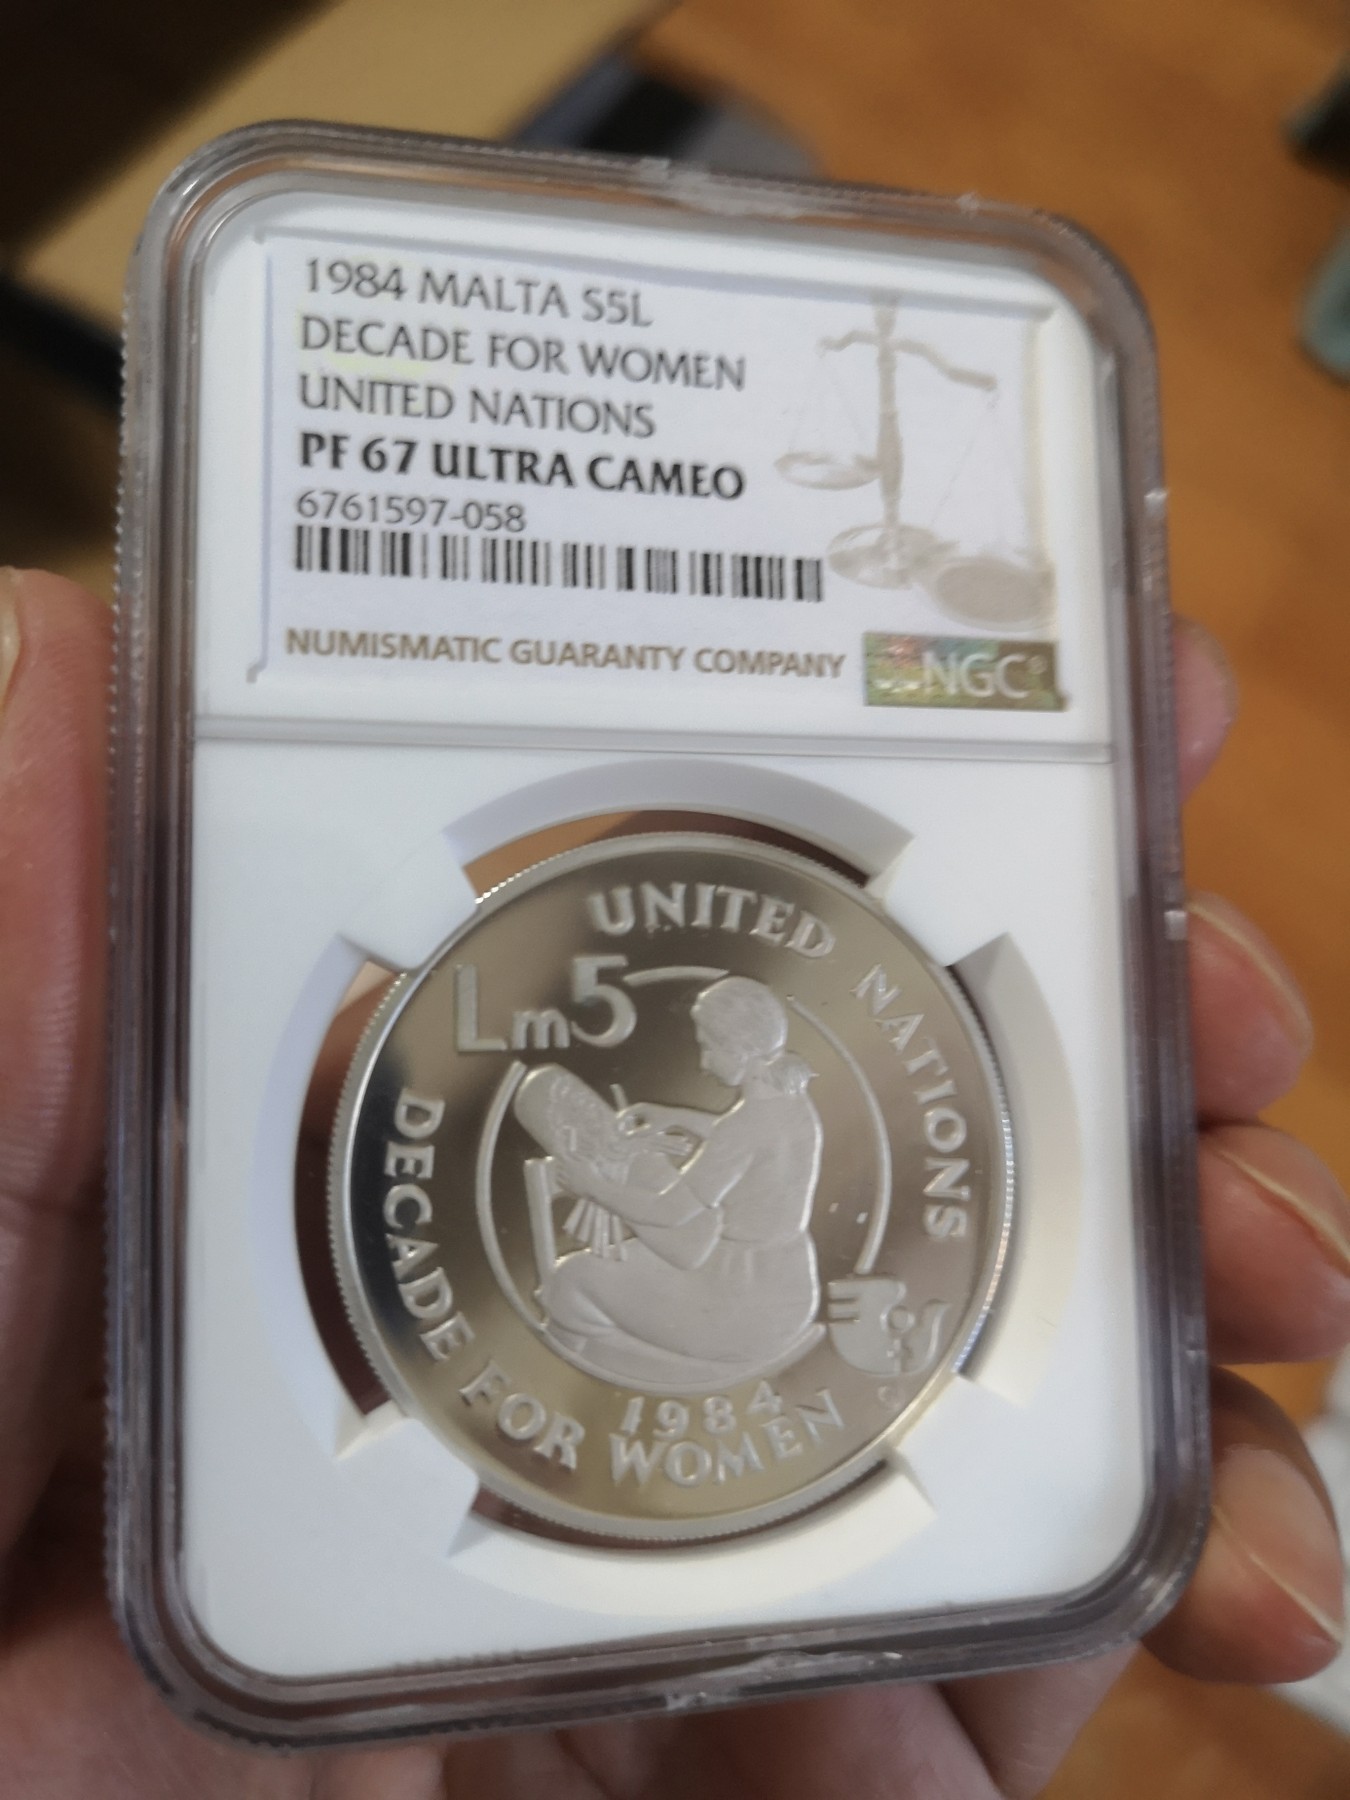 1984 MALTA S5L
DECADE FOR WOMEN
UNITED NATIONS
PF 67 ULTRA CAMEO
6761597-058
NUMISMATIC GUARANTY COMPANY
NGC®
UNITED NATIONS
Lm5
DECADE FOR WOMEN
1984